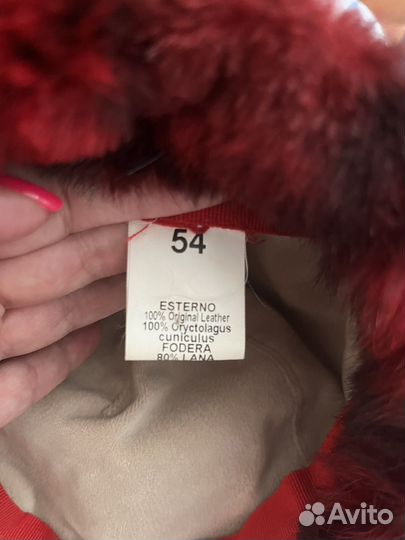 54
ESTERNO
100% Original Leather
100% Oryctolagus
cuniculus
FODERA
80% LANA
Avito